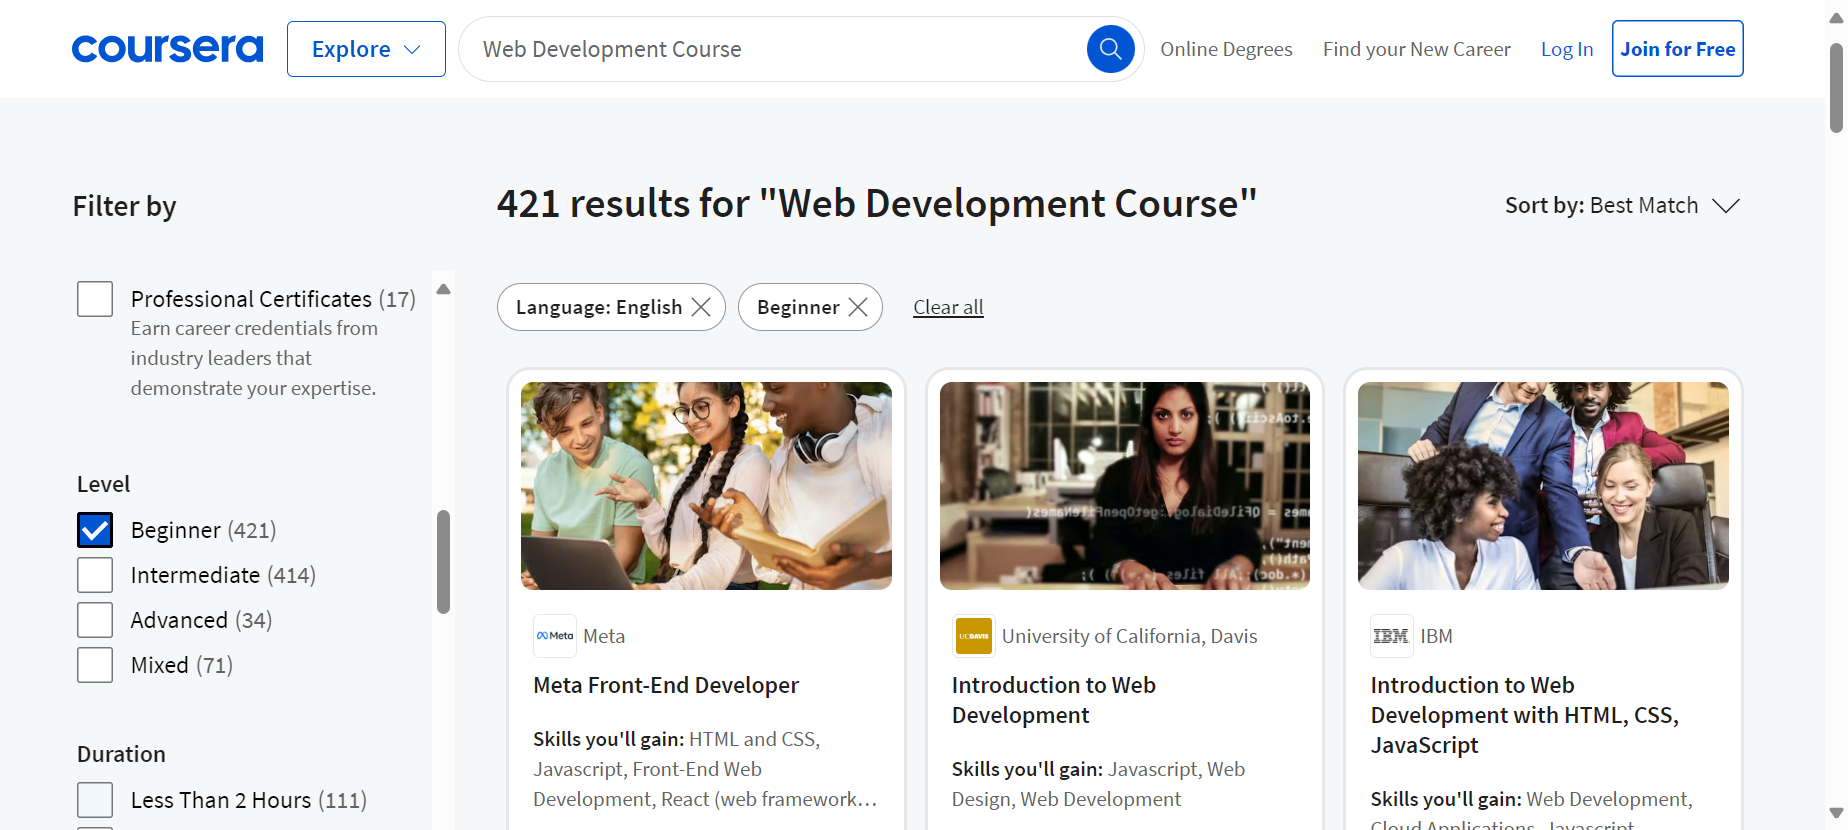 coursera
Explore
Web Development Course
Online Degrees
Find your New Career
Log In
Join for Free
Filter by
421 results for "Web Development Course"
Sort by: Best Match
Professional Certificates (17)
Earn career credentials from
industry leaders that
demonstrate your expertise.
Language: English
Beginner
Clear all
Level
Beginner (421)
Intermediate (414)
Advanced (34)
Mixed (71)
Duration
Less Than 2 Hours (111)
Meta
Meta
Meta Front-End Developer
Skills you'll gain: HTML and CSS,
Javascript, Front-End Web
Development, React (web framework...
UCDAVIS
University of California, Davis
Introduction to Web
Development
Skills you'll gain: Javascript, Web
Design, Web Development
IBM
IBM
Introduction to Web
Development with HTML, CSS,
JavaScript
Skills you'll gain: Web Development,
Cloud Applications, Javascript